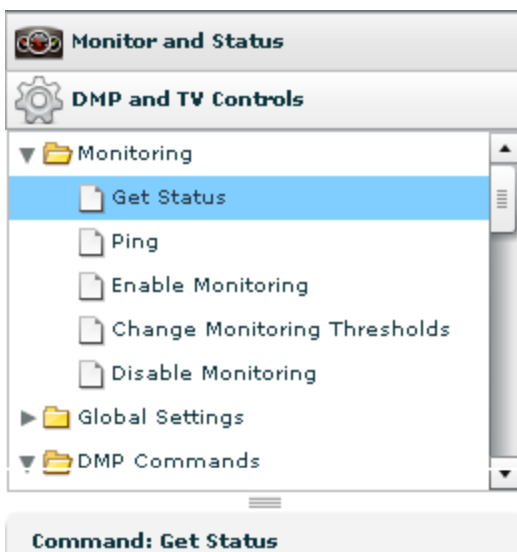 Monitor and Status
DMP and TV Controls
Monitoring
Get Status
Ping
Enable Monitoring
Change Monitoring Thresholds
Disable Monitoring
Global Settings
DMP Commands
Command: Get Status